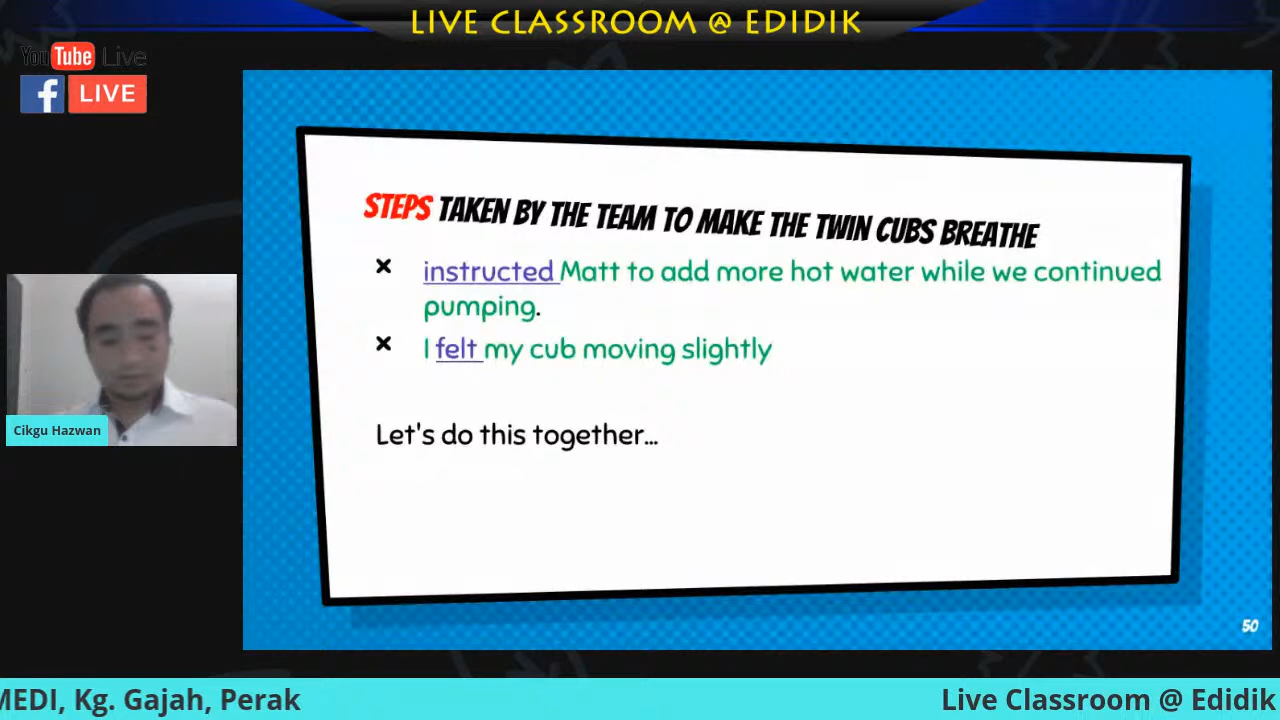 LIVE CLASSROOM @ EDIDIK
YouTube Live
f LIVE
STEPS TAKEN BY THE TEAM TO MAKE THE TWIN CUBS BREATHE
× instructed Matt to add more hot water while we continued
pumping.
× I felt my cub moving slightly
Let's do this together...
Cikgu Hazwan
50
MEDI, Kg. Gajah, Perak
Live Classroom @ Edidik